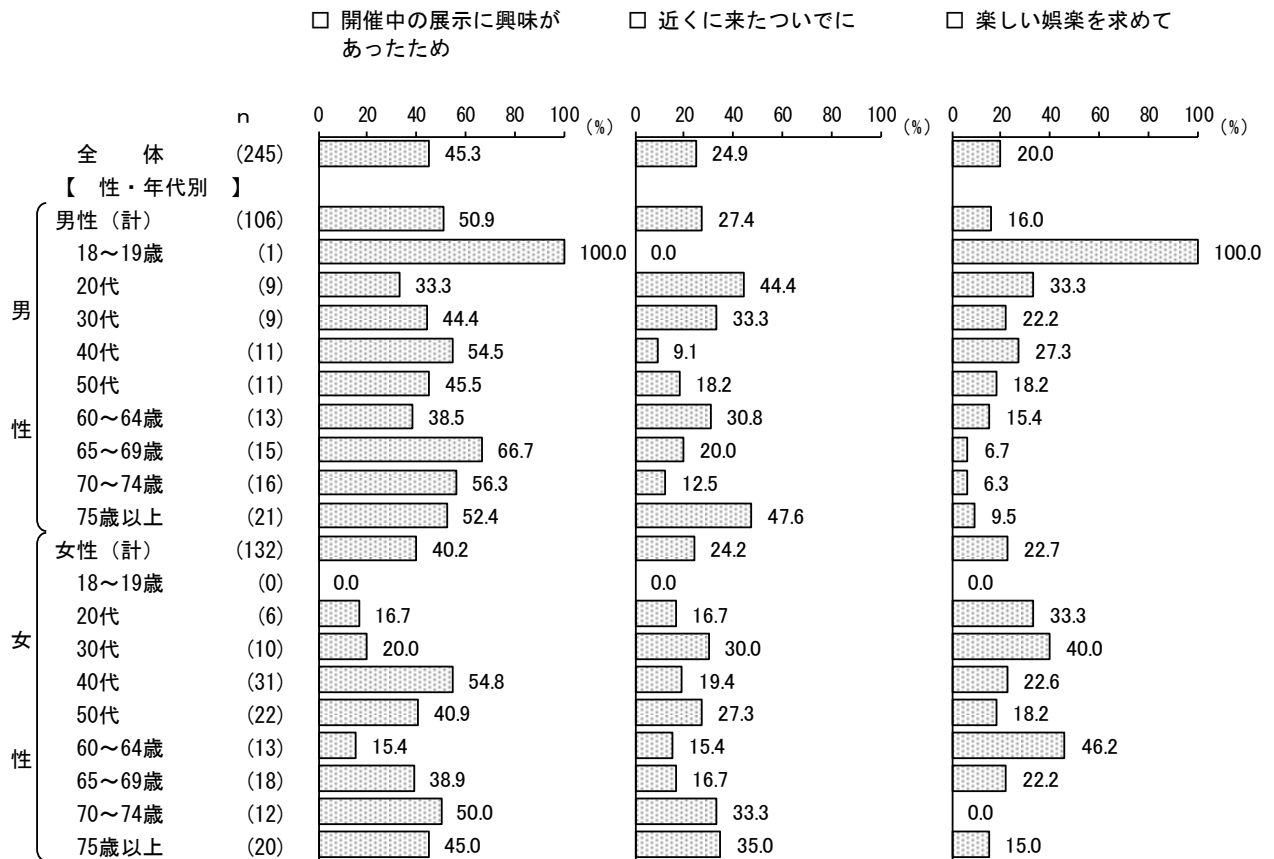 □ 開催中の展示に興味が
あったため
□ 近くに来たついでに
□ 楽しい娯楽を求めて
n 0 20 40 60 80 100 (%) 0 20 40 60 80 100 (%) 0 20 40 60 80 100 (%)
全 体 (245) 45.3 24.9 20.0
【 性・年代別 】
男性（計） (106) 50.9 27.4 16.0
18～19歳 (1) 100.0 0.0 100.0
20代 (9) 33.3 44.4 33.3
男
30代 (9) 44.4 33.3 22.2
40代 (11) 54.5 9.1 27.3
50代 (11) 45.5 18.2 18.2
性
60～64歳 (13) 38.5 30.8 15.4
65～69歳 (15) 66.7 20.0 6.7
70～74歳 (16) 56.3 12.5 6.3
75歳以上 (21) 52.4 47.6 9.5
女性（計） (132) 40.2 24.2 22.7
18～19歳 (0) 0.0 0.0 0.0
20代 (6) 16.7 16.7 33.3
女
30代 (10) 20.0 30.0 40.0
40代 (31) 54.8 19.4 22.6
50代 (22) 40.9 27.3 18.2
性
60～64歳 (13) 15.4 15.4 46.2
65～69歳 (18) 38.9 16.7 22.2
70～74歳 (12) 50.0 33.3 0.0
75歳以上 (20) 45.0 35.0 15.0